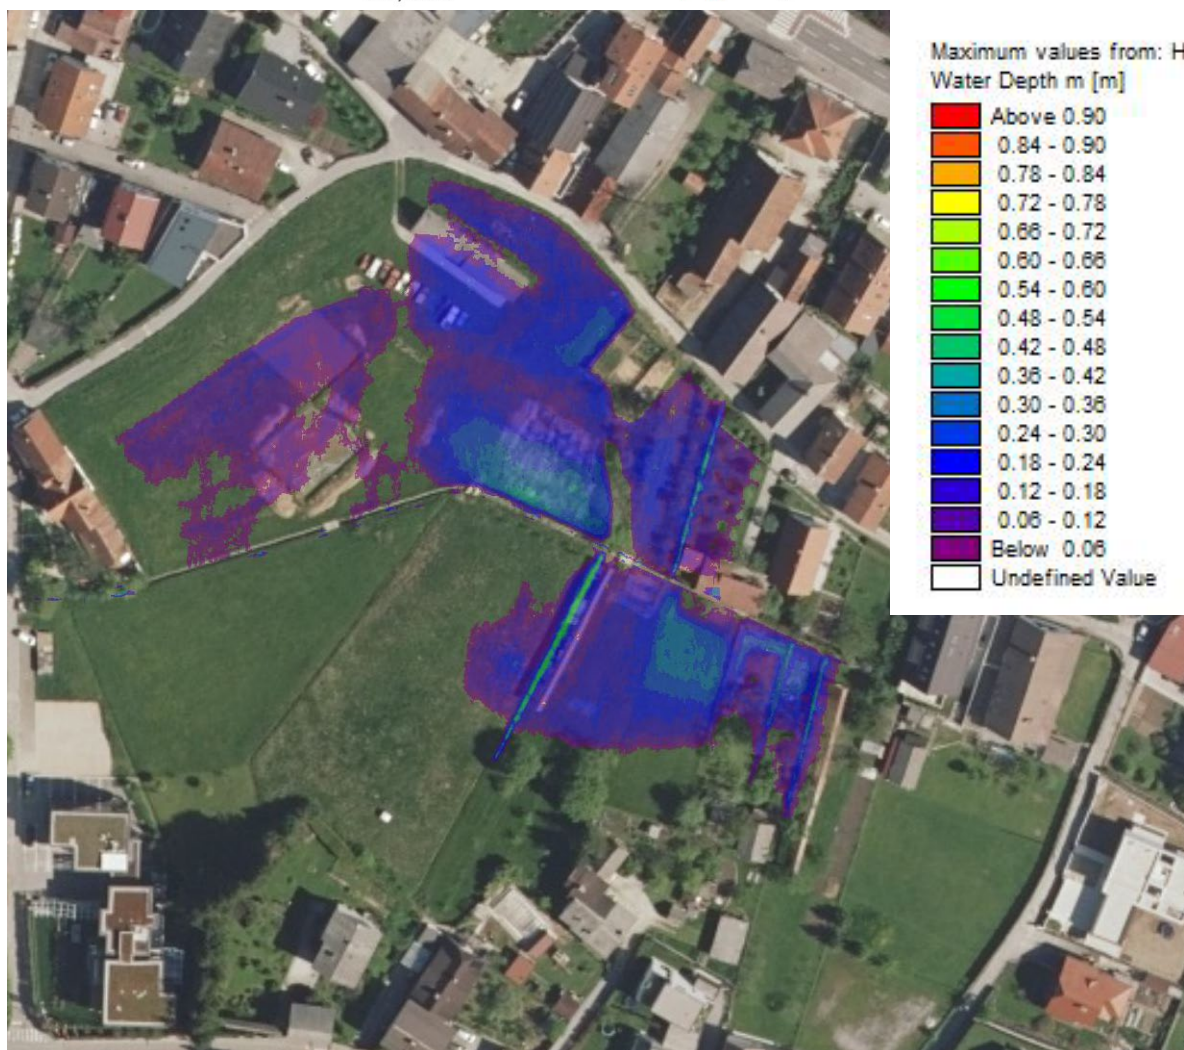 Maximum values from: H
Water Depth m [m]
Above 0.90
0.84 - 0.90
0.78 - 0.84
0.72 - 0.78
0.66 - 0.72
0.60 - 0.66
0.54 - 0.60
0.48 - 0.54
0.42 - 0.48
0.36 - 0.42
0.30 - 0.36
0.24 - 0.30
0.18 - 0.24
0.12 - 0.18
0.06 - 0.12
Below 0.06
Undefined Value